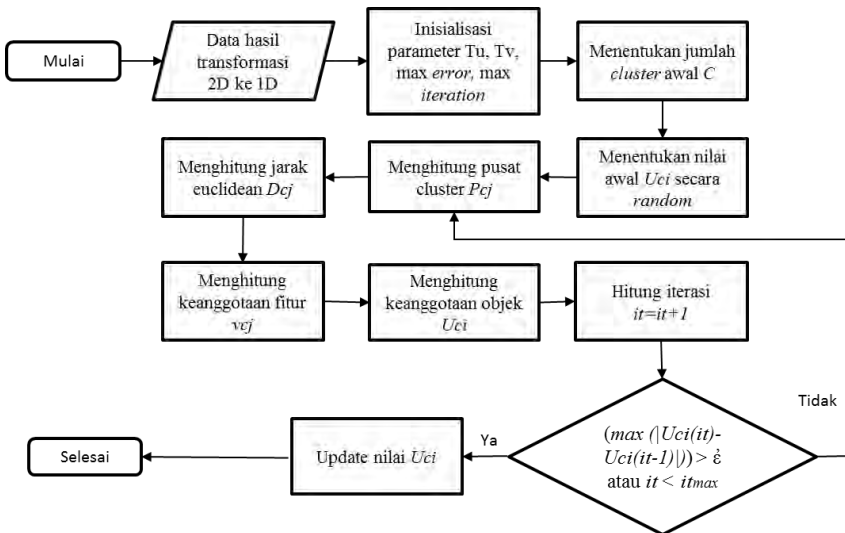 Mulai
Data hasil
transformasi
2D ke 1D
Inisialisasi
parameter Tu, Tv,
max error, max
iteration
Menentukan jumlah
cluster awal C
Menentukan nilai
awal Uci secara
random
Menghitung pusat
cluster Pcj
Menghitung jarak
euclidean Dcj
Menghitung
keanggotaan fitur
vcj
Menghitung
keanggotaan objek
Uci
Hitung iterasi
it=it+1
(max (|Uci(it)-
Uci(it-1)|)) > ἐ
atau it < itmax
Tidak
Ya
Update nilai Uci
Selesai